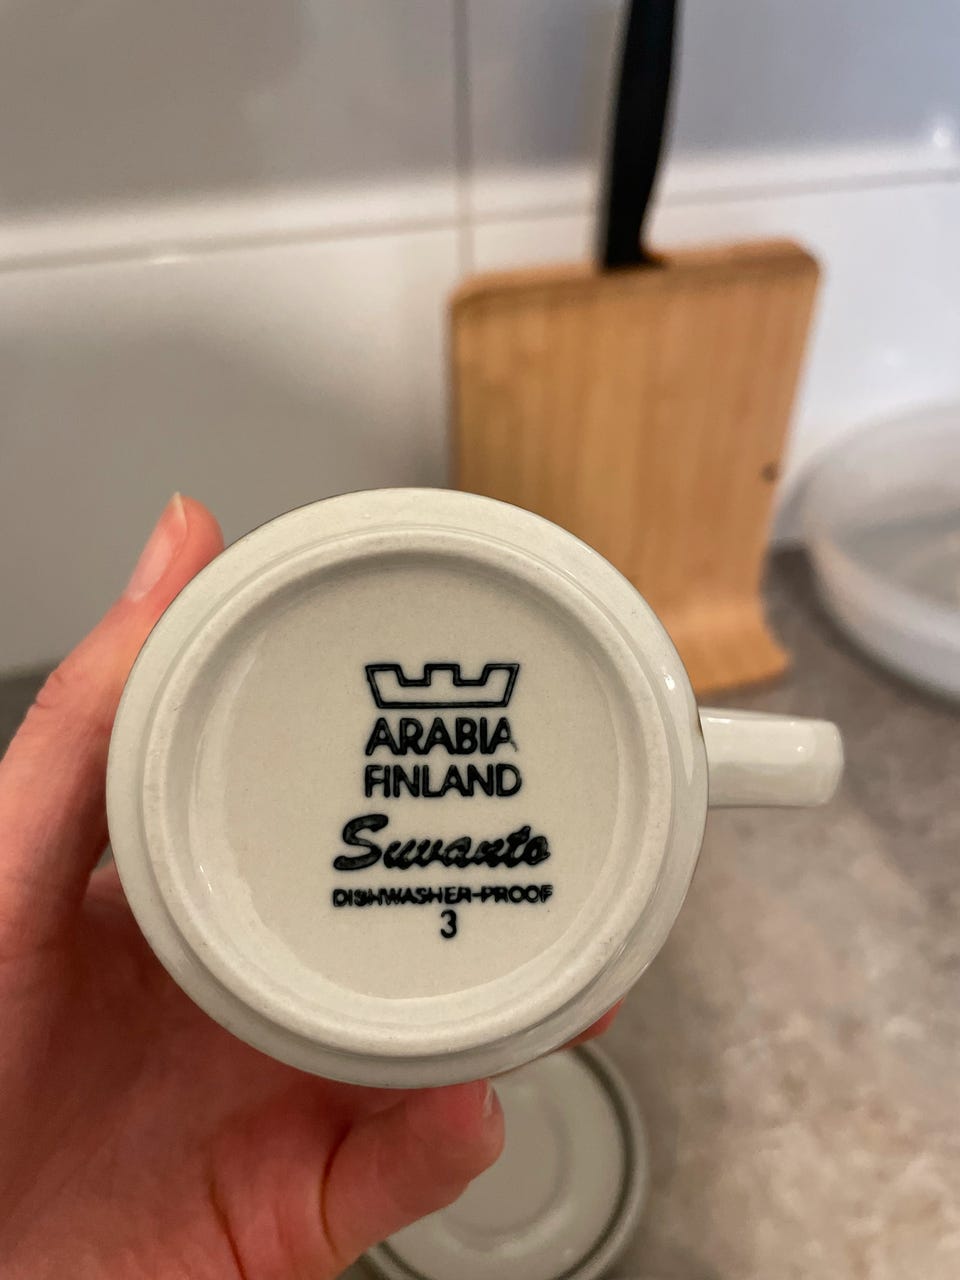 ARABIA
FINLAND
Suvanto
DISHWASHER-PROOF
3